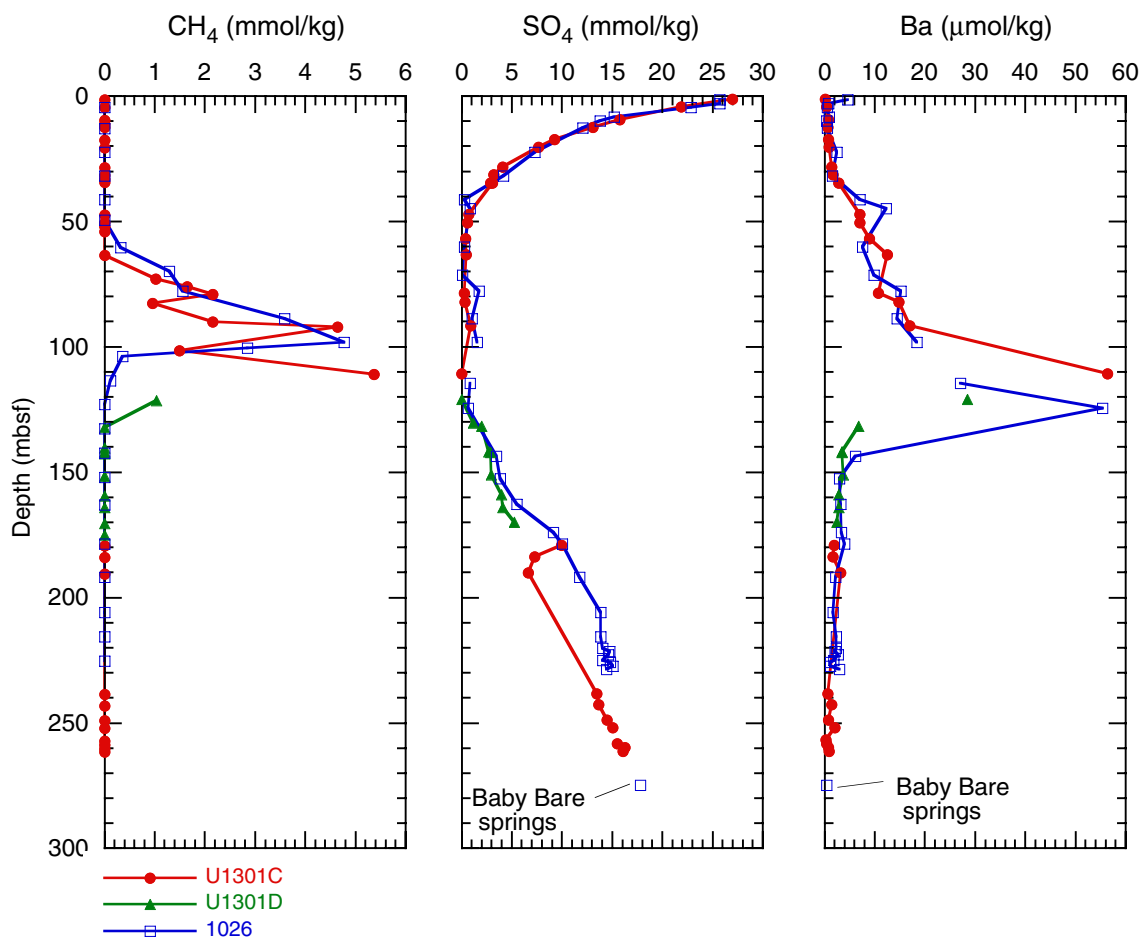 CH4 (mmol/kg)
SO4 (mmol/kg)
Ba (μmol/kg)
0 1 2 3 4 5 6
0 5 10 15 20 25 30
0 10 20 30 40 50 60
0
50
100
150
200
250
300
Depth (mbsf)
Baby Bare
springs
Baby Bare
springs
U1301C
U1301D
1026